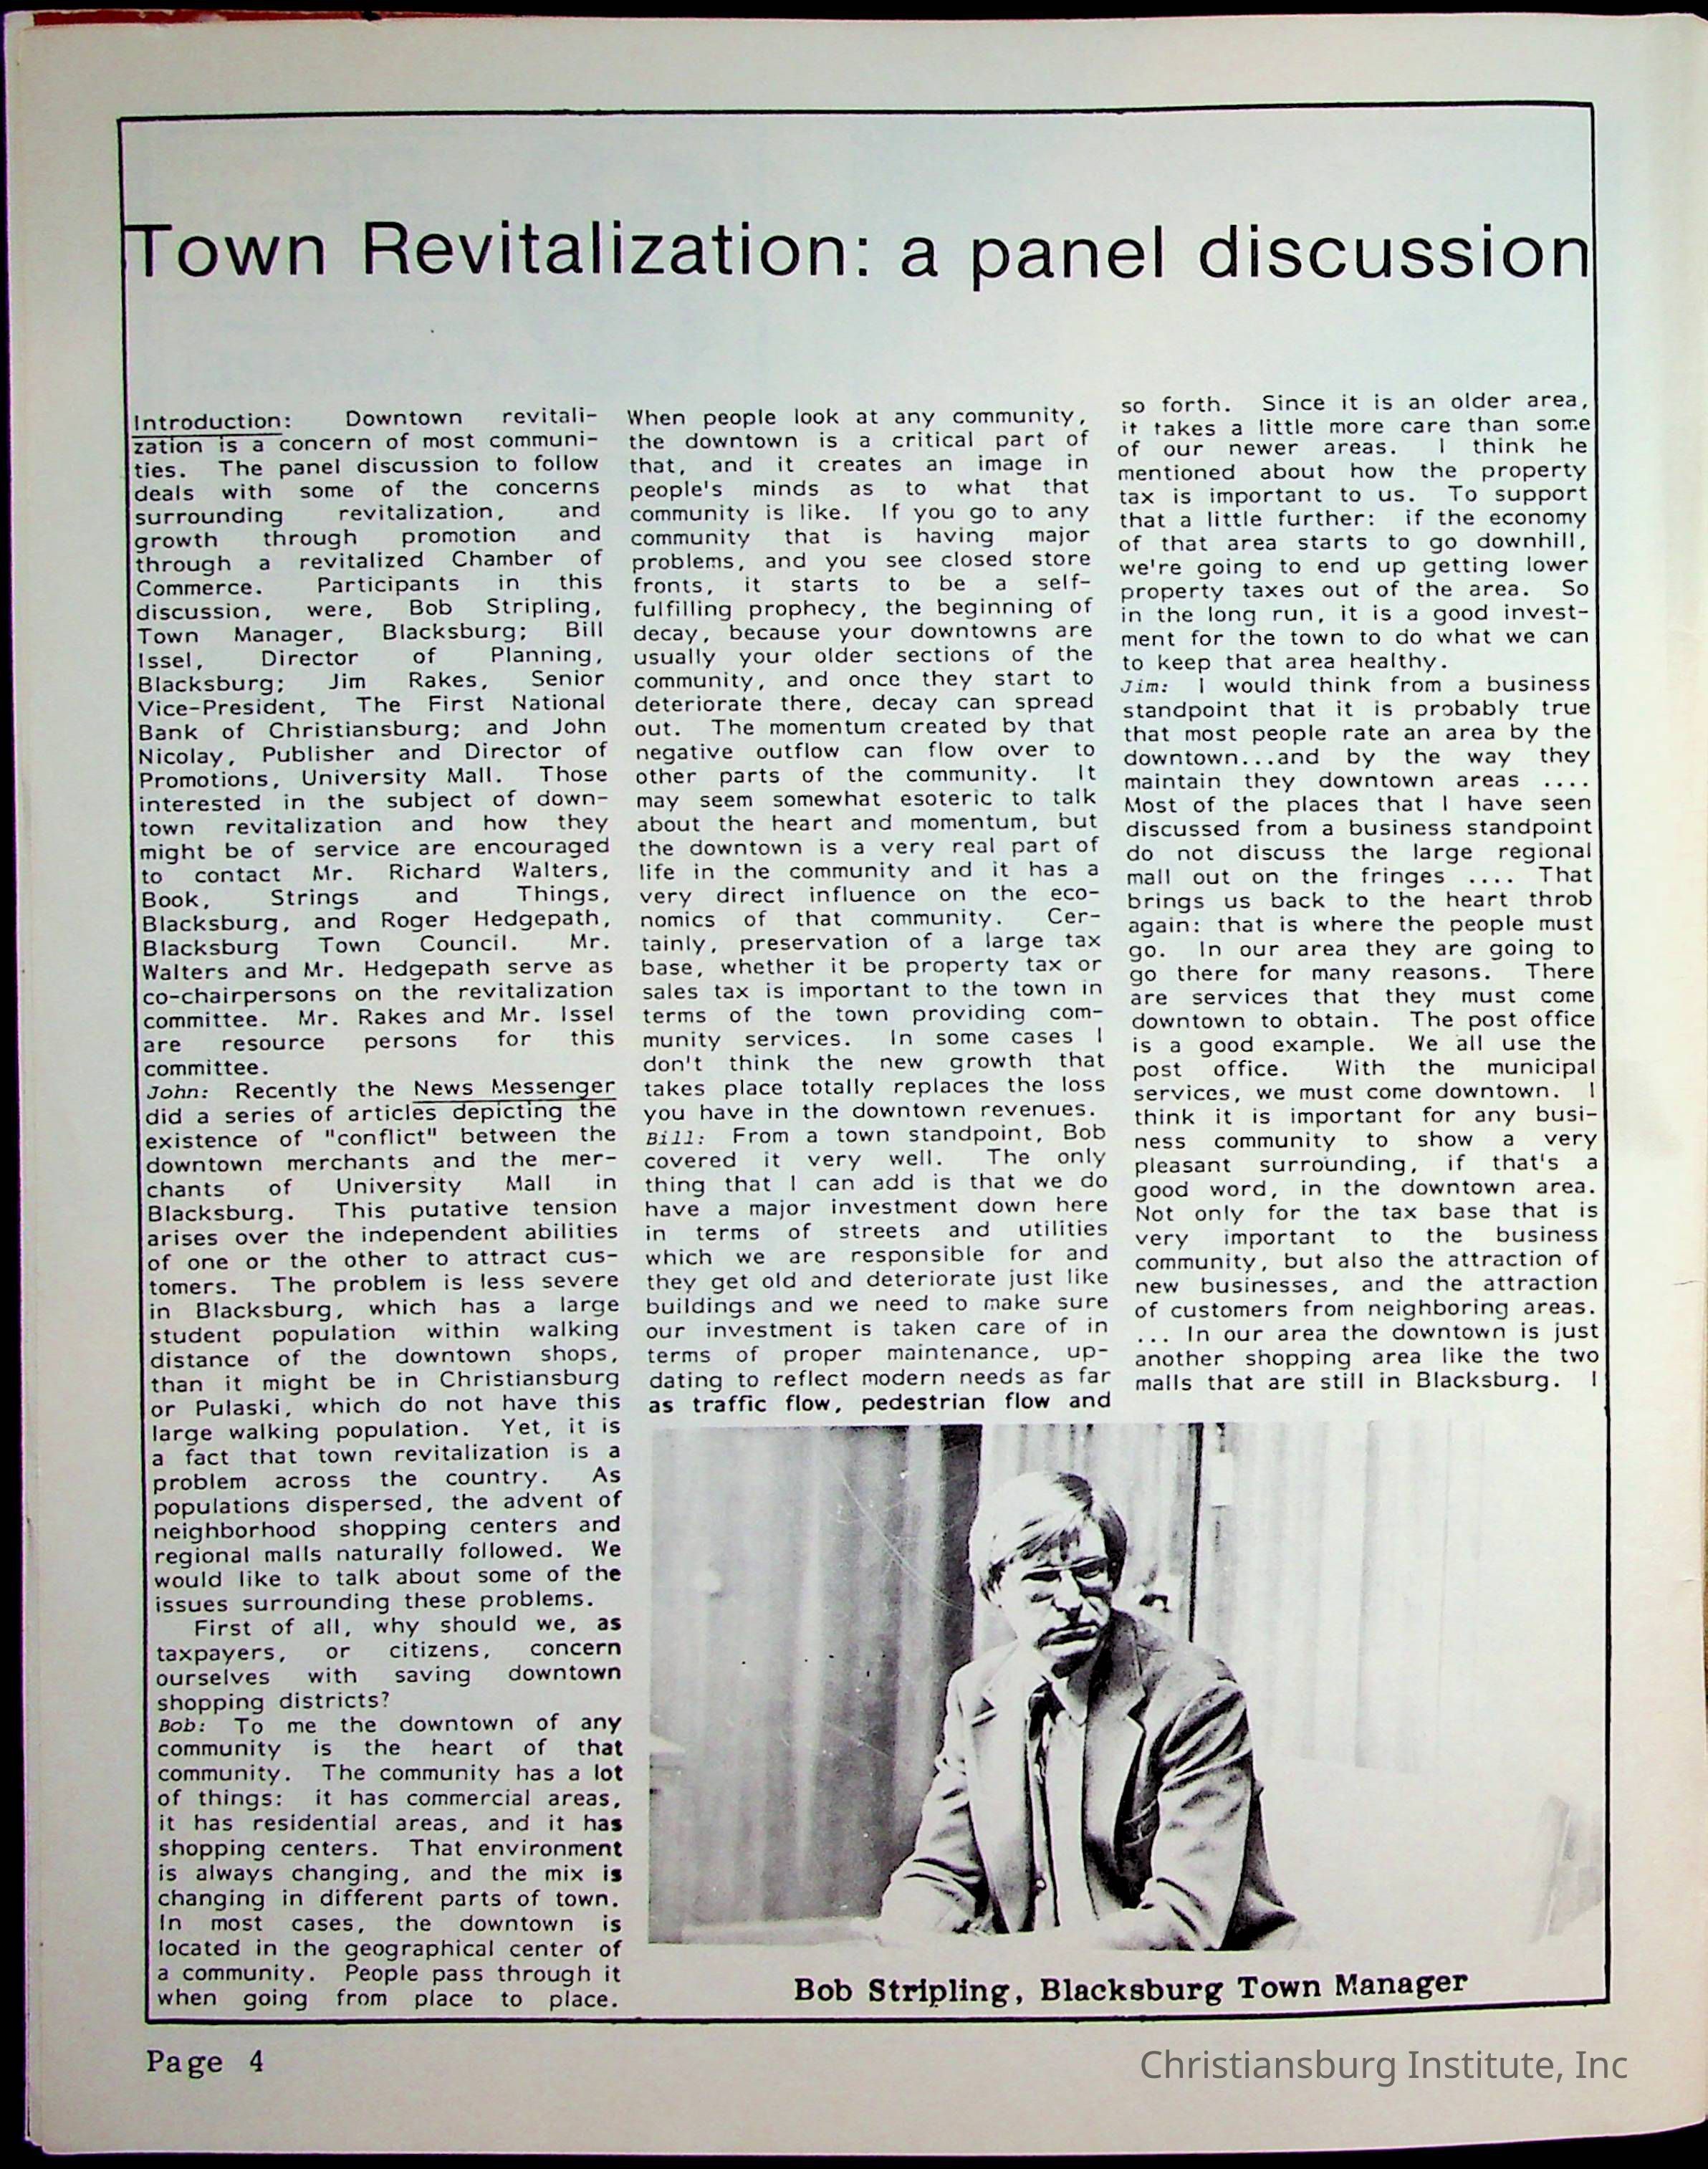 Town Revitalization: a panel discussion
Introduction: Downtown revitali-
zation is a concern of most communi-
ties. The panel discussion to follow
deals with some of the concerns
surrounding revitalization, and
growth through promotion and
through a revitalized Chamber of
Commerce. Participants in this
discussion, were, Bob Stripling,
Town Manager, Blacksburg; Bill
Issel, Director of Planning,
Blacksburg; Jim Rakes, Senior
Vice-President, The First National
Bank of Christiansburg; and John
Nicolay, Publisher and Director of
Promotions, University Mall. Those
interested in the subject of down-
town revitalization and how they
might be of service are encouraged
to contact Mr. Richard Walters,
Book, Strings and Things,
Blacksburg, and Roger Hedgepath,
Blacksburg Town Council. Mr.
Walters and Mr. Hedgepath serve as
co-chairpersons on the revitalization
committee. Mr. Rakes and Mr. Issel
are resource persons for this
committee.
John: Recently the News Messenger
did a series of articles depicting the
existence of "conflict" between the
downtown merchants and the mer-
chants of University Mall in
Blacksburg. This putative tension
arises over the independent abilities
of one or the other to attract cus-
tomers. The problem is less severe
in Blacksburg, which has a large
student population within walking
distance of the downtown shops,
than it might be in Christiansburg
or Pulaski, which do not have this
large walking population. Yet, it is
a fact that town revitalization is a
problem across the country. As
populations dispersed, the advent of
neighborhood shopping centers and
regional malls naturally followed. We
would like to talk about some of the
issues surrounding these problems.
First of all, why should we, as
taxpayers, or citizens, concern
ourselves with saving downtown
shopping districts?
Bob: To me the downtown of any
community is the heart of that
community. The community has a lot
of things: it has commercial areas,
it has residential areas, and it has
shopping centers. That environment
is always changing, and the mix is
changing in different parts of town.
In most cases, the downtown is
located in the geographical center of
a community. People pass through it
when going from place to place.
When people look at any community,
the downtown is a critical part of
that, and it creates an image in
people's minds as to what that
community is like. If you go to any
community that is having major
problems, and you see closed store
fronts, it starts to be a self-
fulfilling prophecy, the beginning of
decay, because your downtowns are
usually your older sections of the
community, and once they start to
deteriorate there, decay can spread
out. The momentum created by that
negative outflow can flow over to
other parts of the community. It
may seem somewhat esoteric to talk
about the heart and momentum, but
the downtown is a very real part of
life in the community and it has a
very direct influence on the eco-
nomics of that community. Cer-
tainly, preservation of a large tax
base, whether it be property tax or
sales tax is important to the town in
terms of the town providing com-
munity services. In some cases I
don't think the new growth that
takes place totally replaces the loss
you have in the downtown revenues.
Bill: From a town standpoint, Bob
covered it very well. The only
thing that I can add is that we do
have a major investment down here
in terms of streets and utilities
which we are responsible for and
they get old and deteriorate just like
buildings and we need to make sure
our investment is taken care of in
terms of proper maintenance, up-
dating to reflect modern needs as far
as traffic flow, pedestrian flow and
so forth. Since it is an older area,
it takes a little more care than some
of our newer areas. I think he
mentioned about how the property
tax is important to us. To support
that a little further: if the economy
of that area starts to go downhill,
we're going to end up getting lower
property taxes out of the area. So
in the long run, it is a good invest-
ment for the town to do what we can
to keep that area healthy.
Jim: I would think from a business
standpoint that it is probably true
that most people rate an area by the
downtown...and by the way they
maintain they downtown areas ....
Most of the places that I have seen
discussed from a business standpoint
do not discuss the large regional
mall out on the fringes .... That
brings us back to the heart throb
again: that is where the people must
go. In our area they are going to
go there for many reasons. There
are services that they must come
downtown to obtain. The post office
is a good example. We all use the
post office. With the municipal
services, we must come downtown. I
think it is important for any busi-
ness community to show a very
pleasant surrounding, if that's a
good word, in the downtown area.
Not only for the tax base that is
very important to the business
community, but also the attraction of
new businesses, and the attraction
of customers from neighboring areas.
... In our area the downtown is just
another shopping area like the two
malls that are still in Blacksburg. I
Bob Stripling, Blacksburg Town Manager
Page 4
Christiansburg Institute, Inc